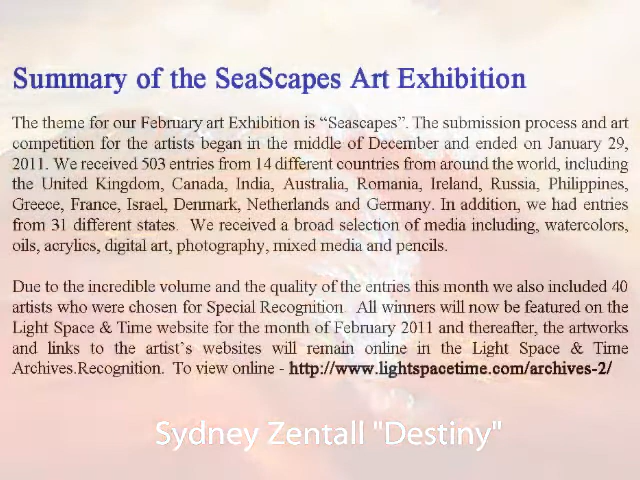 Summary of the SeaScapes Art Exhibition
The theme for our February art Exhibition is “Seascapes”. The submission process and art
competition for the artists began in the middle of December and ended on January 29,
2011. We received 503 entries from 14 different countries from around the world, including
the United Kingdom, Canada, India, Australia, Romania, Ireland, Russia, Philippines,
Greece, France, Israel, Denmark, Netherlands and Germany. In addition, we had entries
from 31 different states. We received a broad selection of media including, watercolors,
oils, acrylics, digital art, photography, mixed media and pencils.
Due to the incredible volume and the quality of the entries this month we also included 40
artists who were chosen for Special Recognition. All winners will now be featured on the
Light Space & Time website for the month of February 2011 and thereafter, the artworks
and links to the artist’s websites will remain online in the Light Space & Time
Archives.Recognition. To view online - http://www.lightspacetime.com/archives-2/
Sydney Zentall "Destiny"